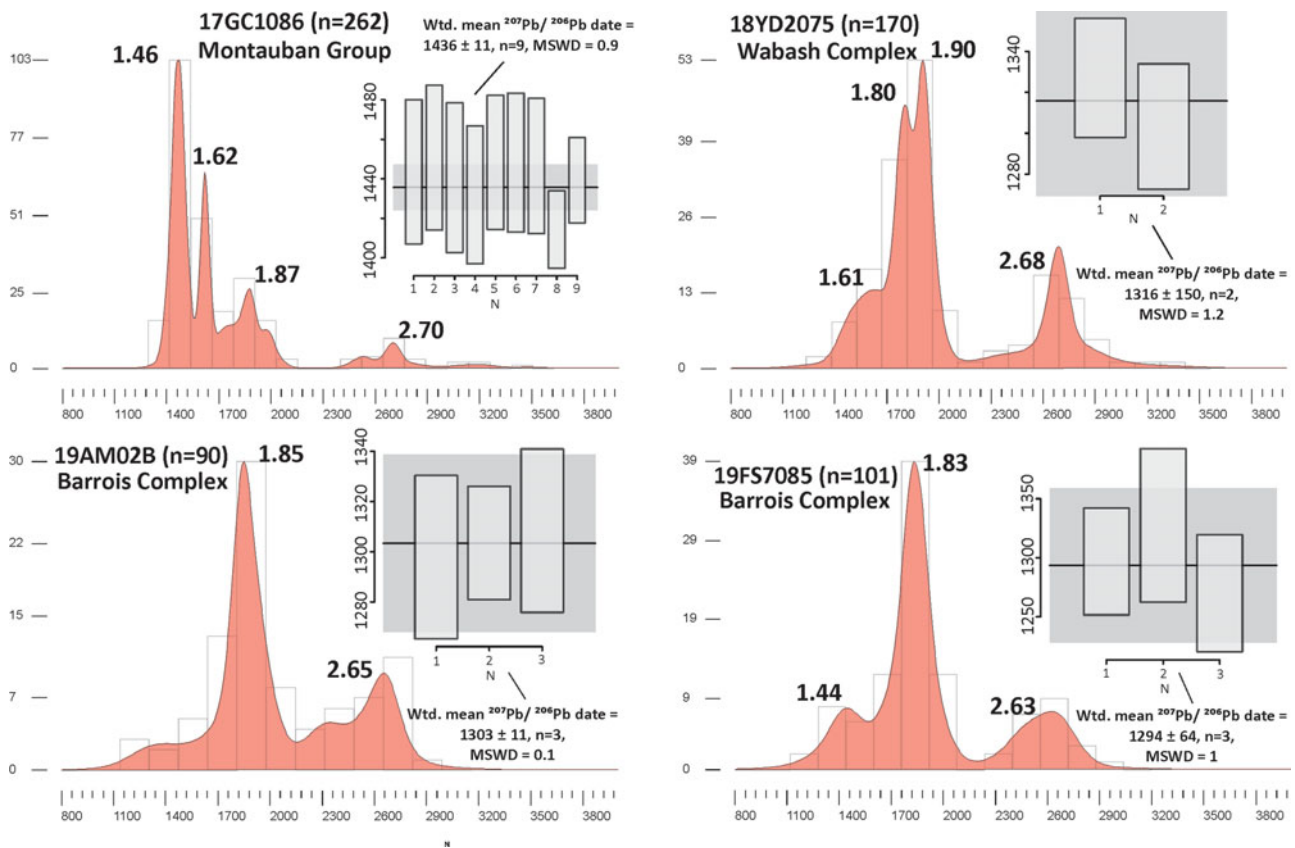 17GC1086 (n=262)
Montauban Group
1.46
1.62
1.87
2.70
103
77
51
25
0
800 1100 1400 1700 2000 2300 2600 2900 3200 3500 3800
Wtd. mean ²⁰⁷Pb/ ²⁰⁶Pb date =
1436 ± 11, n=9, MSWD = 0.9
1480
1440
1400
1 2 3 4 5 6 7 8 9
N
18YD2075 (n=170)
Wabash Complex
1.90
1.80
1.61
2.68
53
39
26
13
0
800 1100 1400 1700 2000 2300 2600 2900 3200 3500 3800
1340
1280
1 2
N
Wtd. mean ²⁰⁷Pb/ ²⁰⁶Pb date =
1316 ± 150, n=2,
MSWD = 1.2
19AM02B (n=90)
Barrois Complex
1.85
2.65
30
22
15
7
0
800 1100 1400 1700 2000 2300 2600 2900 3200 3500 3800
1340
1320
1300
1280
1 2 3
N
Wtd. mean ²⁰⁷Pb/ ²⁰⁶Pb date =
1303 ± 11, n=3,
MSWD = 0.1
N
19FS7085 (n=101)
Barrois Complex
1.83
1.44
2.63
39
29
19
9
0
800 1100 1400 1700 2000 2300 2600 2900 3200 3500 3800
1350
1300
1250
1 2 3
N
Wtd. mean ²⁰⁷Pb/ ²⁰⁶Pb date =
1294 ± 64, n=3,
MSWD = 1